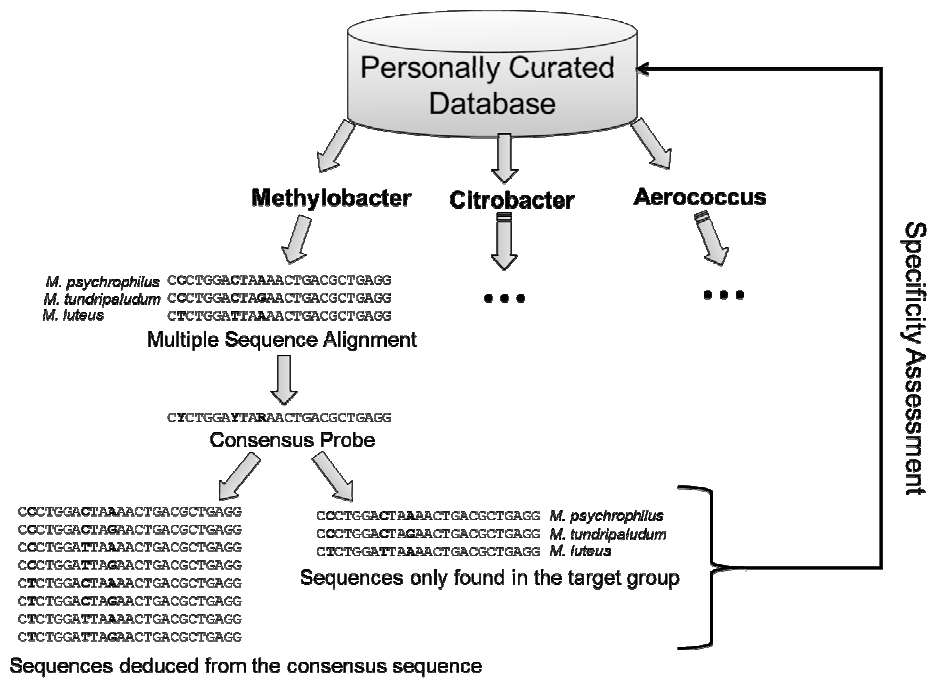 Personally Curated
Database
Methylobacter
Citrobacter
Aerococcus
M. psychrophilus CCCTGGACTAAAACTGACGCTGAGG
M. tundripaludum CCCTGGACTAGAACTGACGCTGAGG
M. luteus CTCTGGATTAAAACTGACGCTGAGG
Multiple Sequence Alignment
CYCTGGAYTARAACTGACGCTGAGG
Consensus Probe
CCCTGGACTAAAACTGACGCTGAGG
CCCTGGACTAGAACTGACGCTGAGG
CCCTGGATTAAAACTGACGCTGAGG
CCCTGGATTAGAACTGACGCTGAGG
CTCTGGACTAAAACTGACGCTGAGG
CTCTGGACTAGAACTGACGCTGAGG
CTCTGGATTAAAACTGACGCTGAGG
CTCTGGATTAGAACTGACGCTGAGG
Sequences deduced from the consensus sequence
CCCTGGACTAAAACTGACGCTGAGG M. psychrophilus
CCCTGGACTAGAACTGACGCTGAGG M. tundripaludum
CTCTGGATTAAAACTGACGCTGAGG M. luteus
Sequences only found in the target group
Specificity Assessment